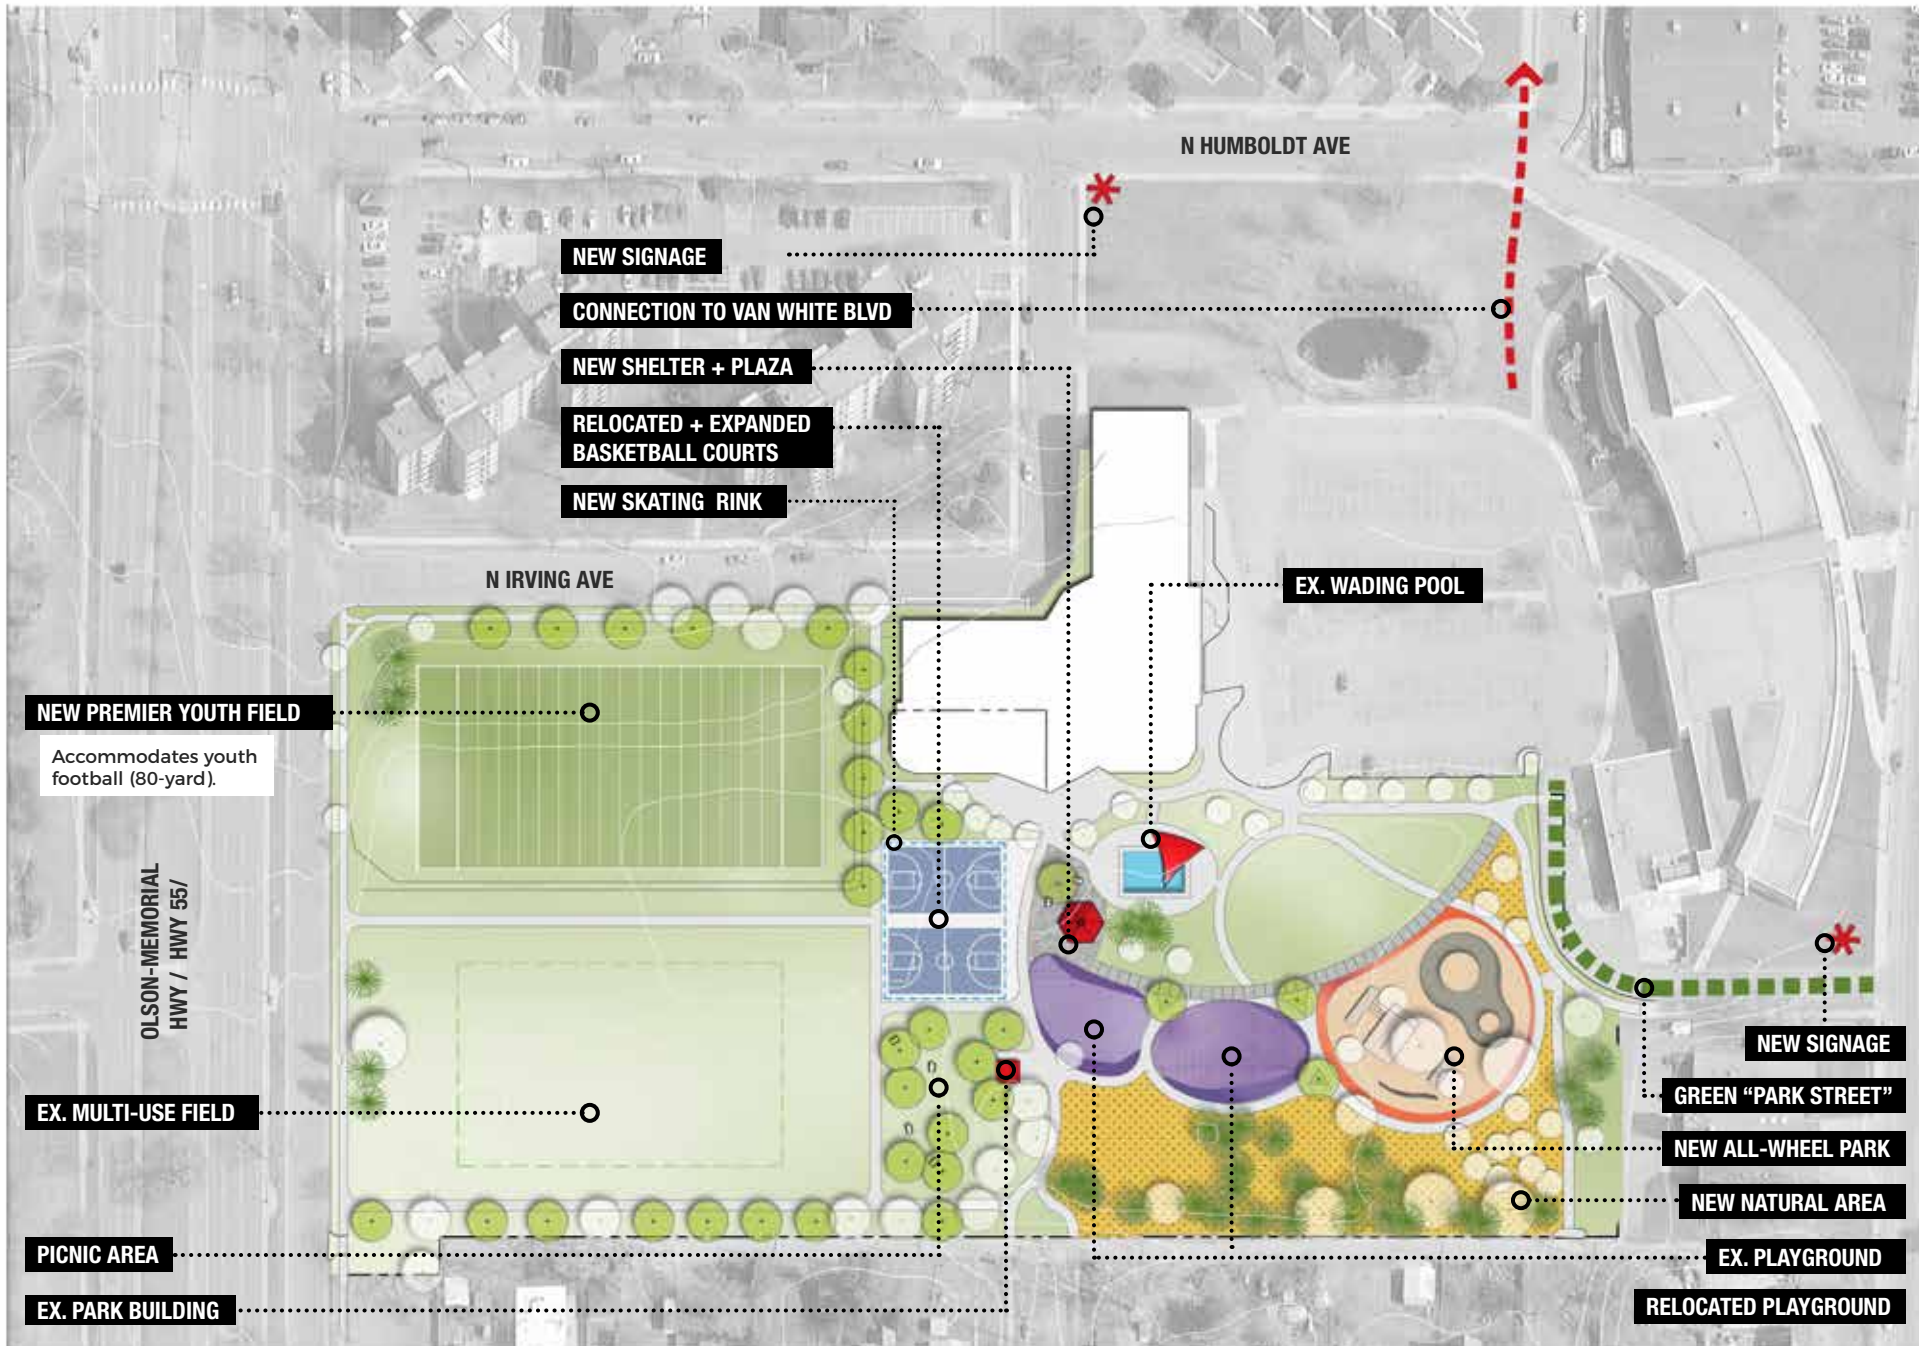 N HUMBOLDT AVE
NEW SIGNAGE
CONNECTION TO VAN WHITE BLVD
NEW SHELTER + PLAZA
RELOCATED + EXPANDED
BASKETBALL COURTS
NEW SKATING RINK
N IRVING AVE
EX. WADING POOL
NEW PREMIER YOUTH FIELD
Accommodates youth
football (80-yard).
OLSON-MEMORIAL
HWY / HWY 55/
NEW SIGNAGE
GREEN “PARK STREET”
EX. MULTI-USE FIELD
NEW ALL-WHEEL PARK
NEW NATURAL AREA
PICNIC AREA
EX. PLAYGROUND
EX. PARK BUILDING
RELOCATED PLAYGROUND